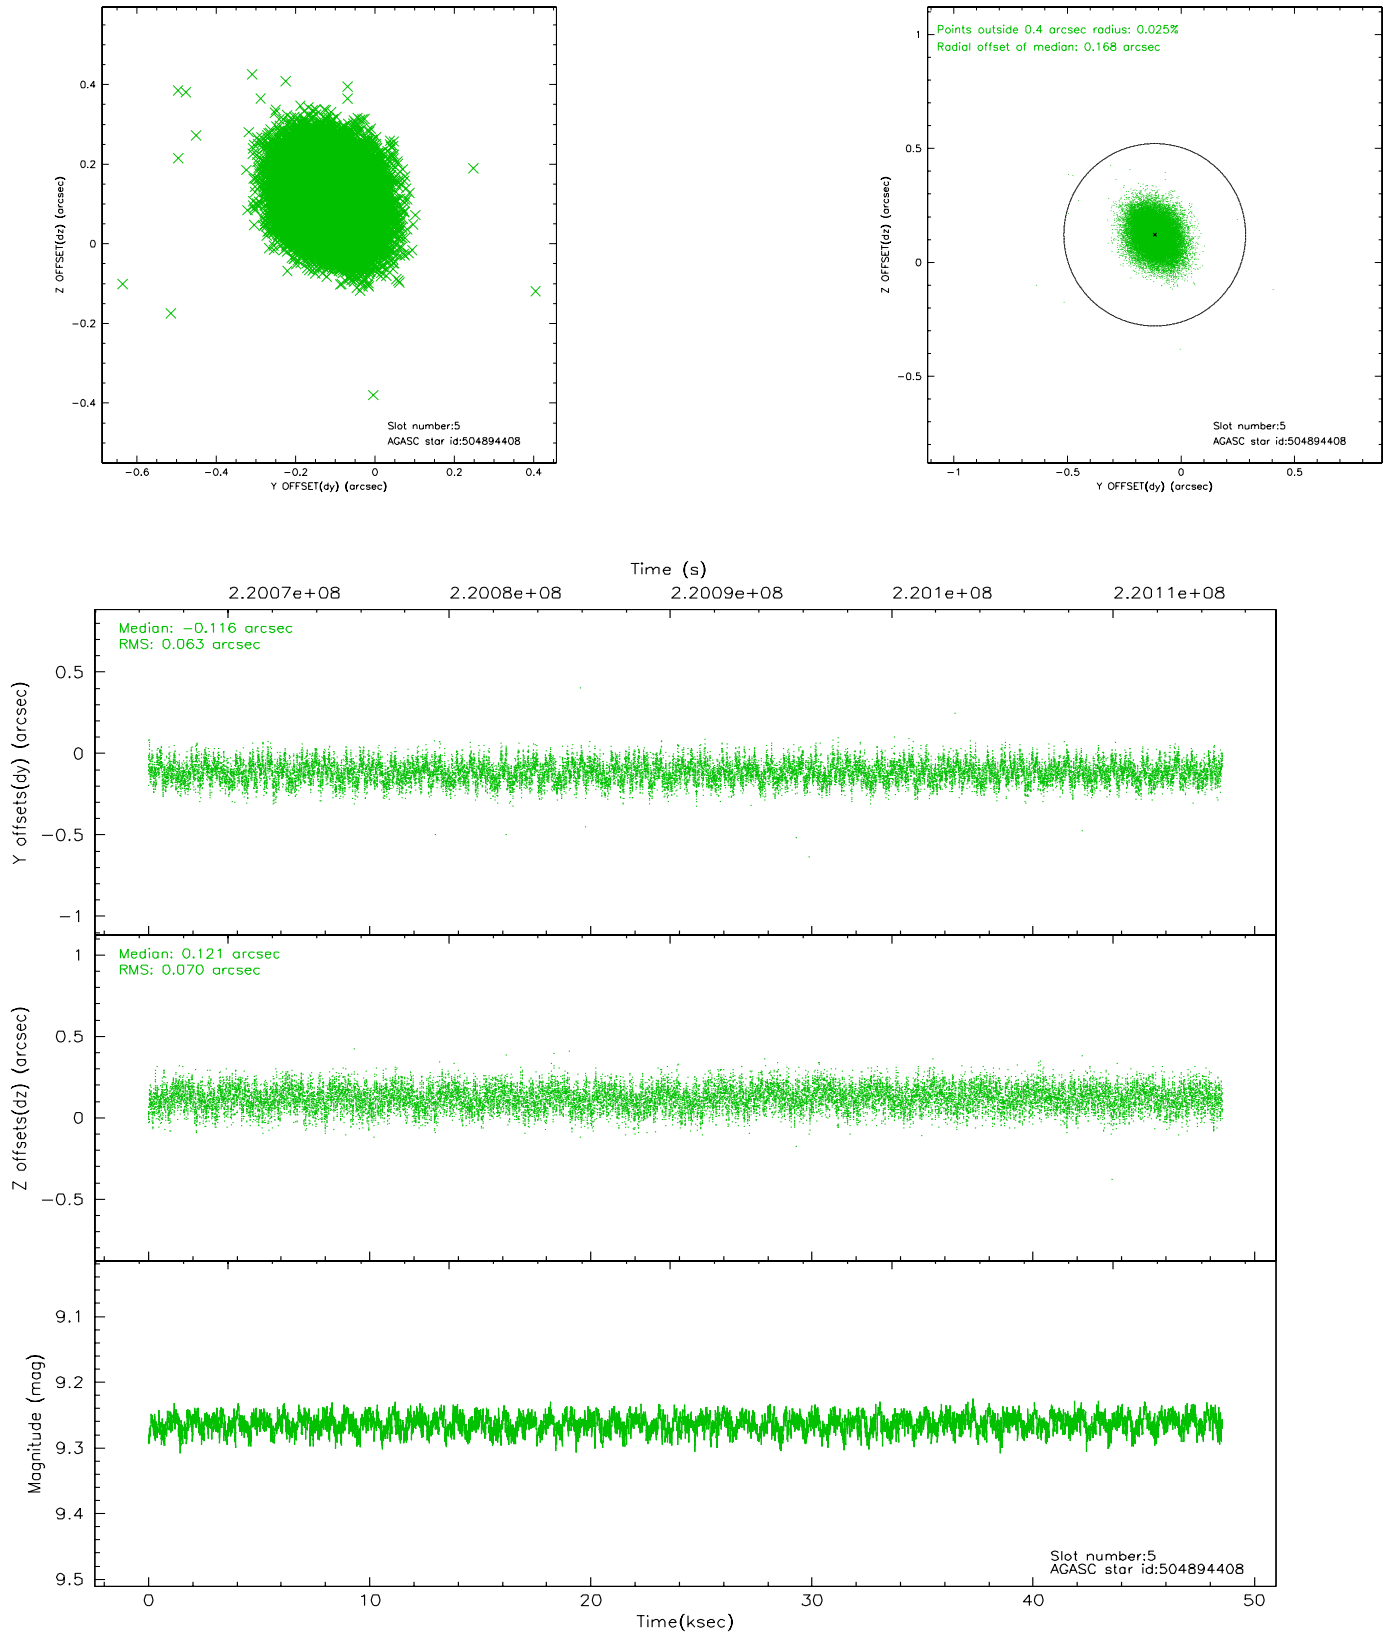 0.4
0.2
0
-0.2
-0.4
Z OFFSET(dz) (arcsec)
Slot number:5
AGASC star id:504894408
-0.6 -0.4 -0.2 0 0.2 0.4
Y OFFSET(dy) (arcsec)
Points outside 0.4 arcsec radius: 0.025%
Radial offset of median: 0.168 arcsec
1
0.5
0
-0.5
Z OFFSET(dz) (arcsec)
Slot number:5
AGASC star id:504894408
-1 -0.5 0 0.5
Y OFFSET(dy) (arcsec)
Time (s)
2.2007e+08 2.2008e+08 2.2009e+08 2.201e+08 2.2011e+08
Median: -0.116 arcsec
RMS: 0.063 arcsec
0.5
0
-0.5
-1
Y offsets(dy) (arcsec)
Median: 0.121 arcsec
RMS: 0.070 arcsec
1
0.5
0
-0.5
Z offsets(dz) (arcsec)
9.1
9.2
9.3
9.4
9.5
Magnitude (mag)
Slot number:5
AGASC star id:504894408
0 10 20 30 40 50
Time(ksec)